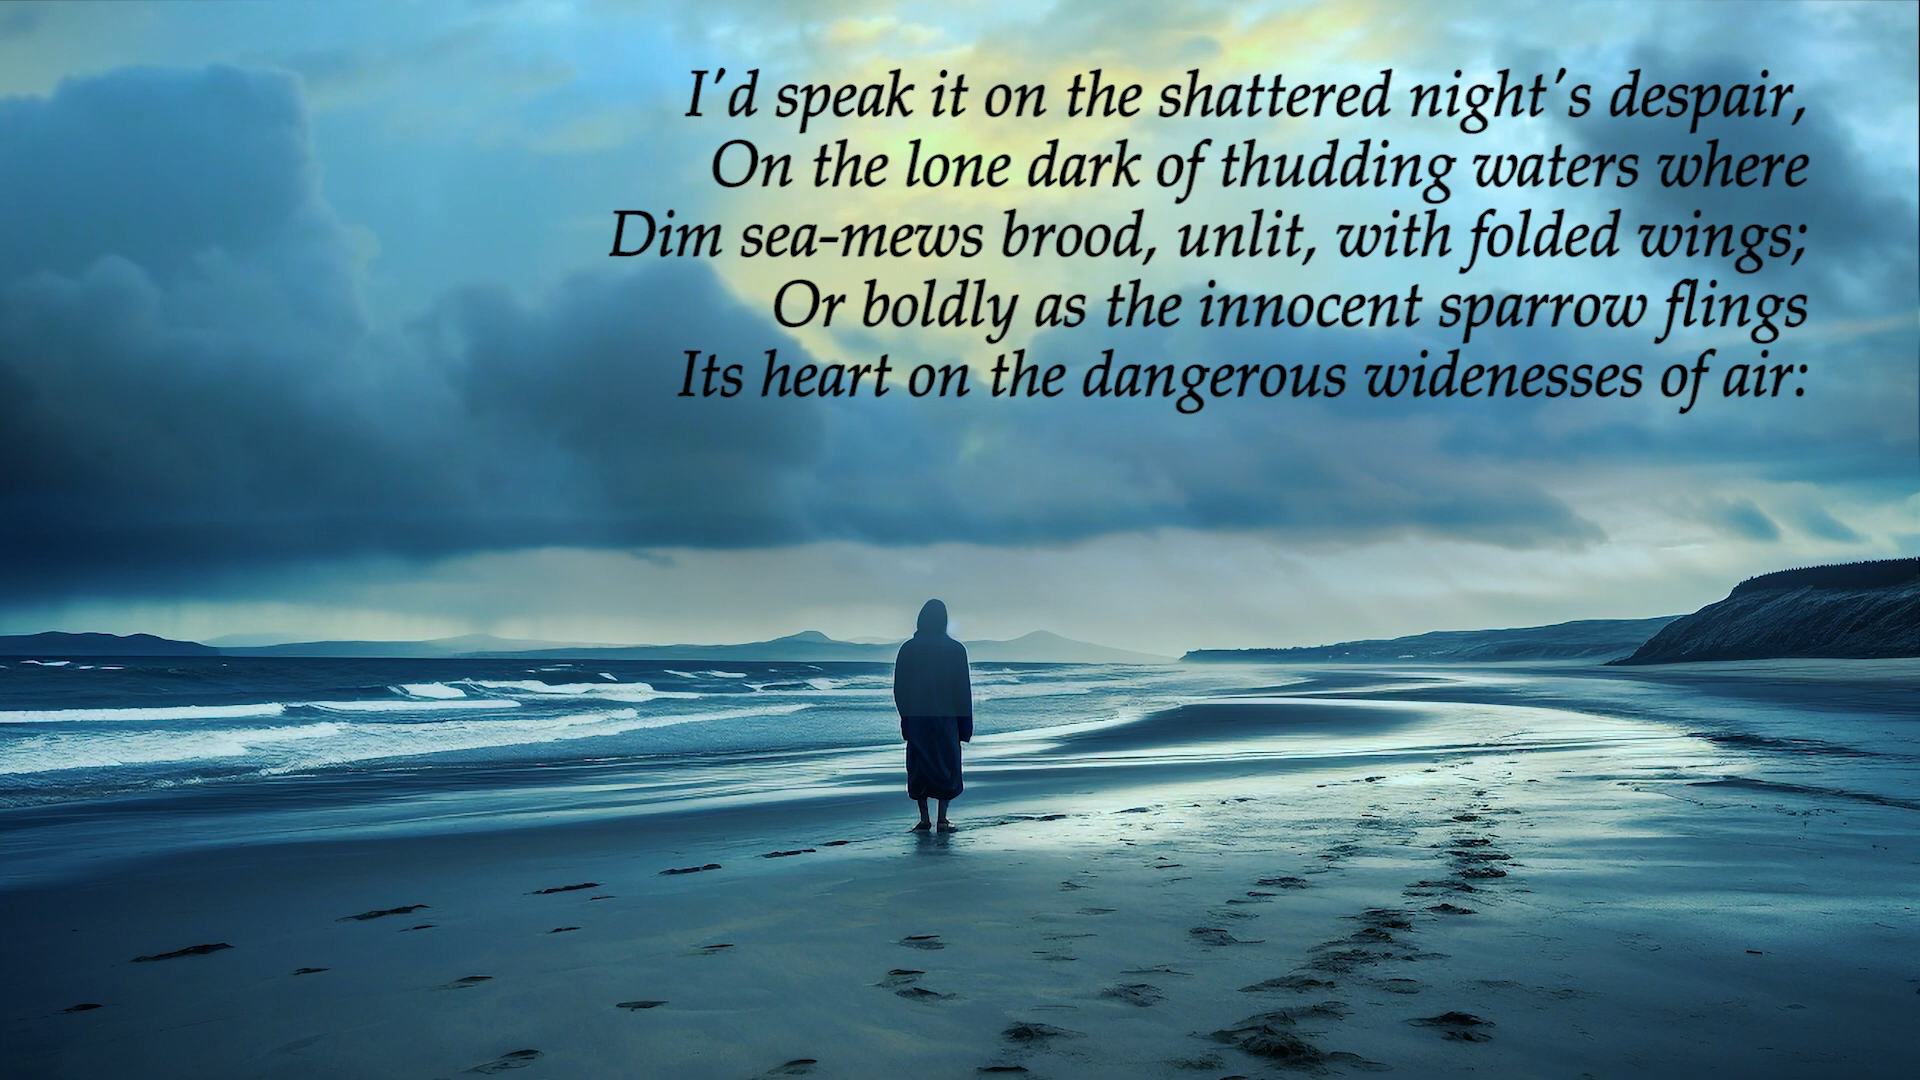 I'd speak it on the shattered night's despair,
On the lone dark of thudding waters where
Dim sea-mews brood, unlit, with folded wings;
Or boldly as the innocent sparrow flings
Its heart on the dangerous widenesses of air: